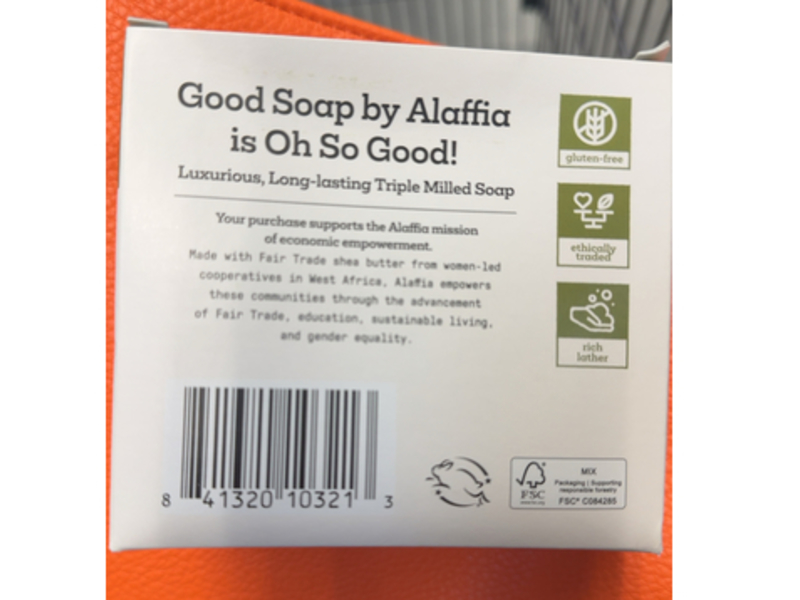 Good Soap by Alaffia
is Oh So Good!
Luxurious, Long-lasting Triple Milled Soap
Your purchase supports the Alaffia mission
of economic empowerment.
Made with Fair Trade shea butter from women-led
cooperatives in West Africa, Alaffia empowers
these communities through the advancement
of Fair Trade, education, sustainable living,
and gender equality.
gluten-free
ethically
traded
rich
lather
8 41320 10321 3
FSC
www.fsc.org
MIX
Packaging | Supporting
responsible forestry
FSC® C084285